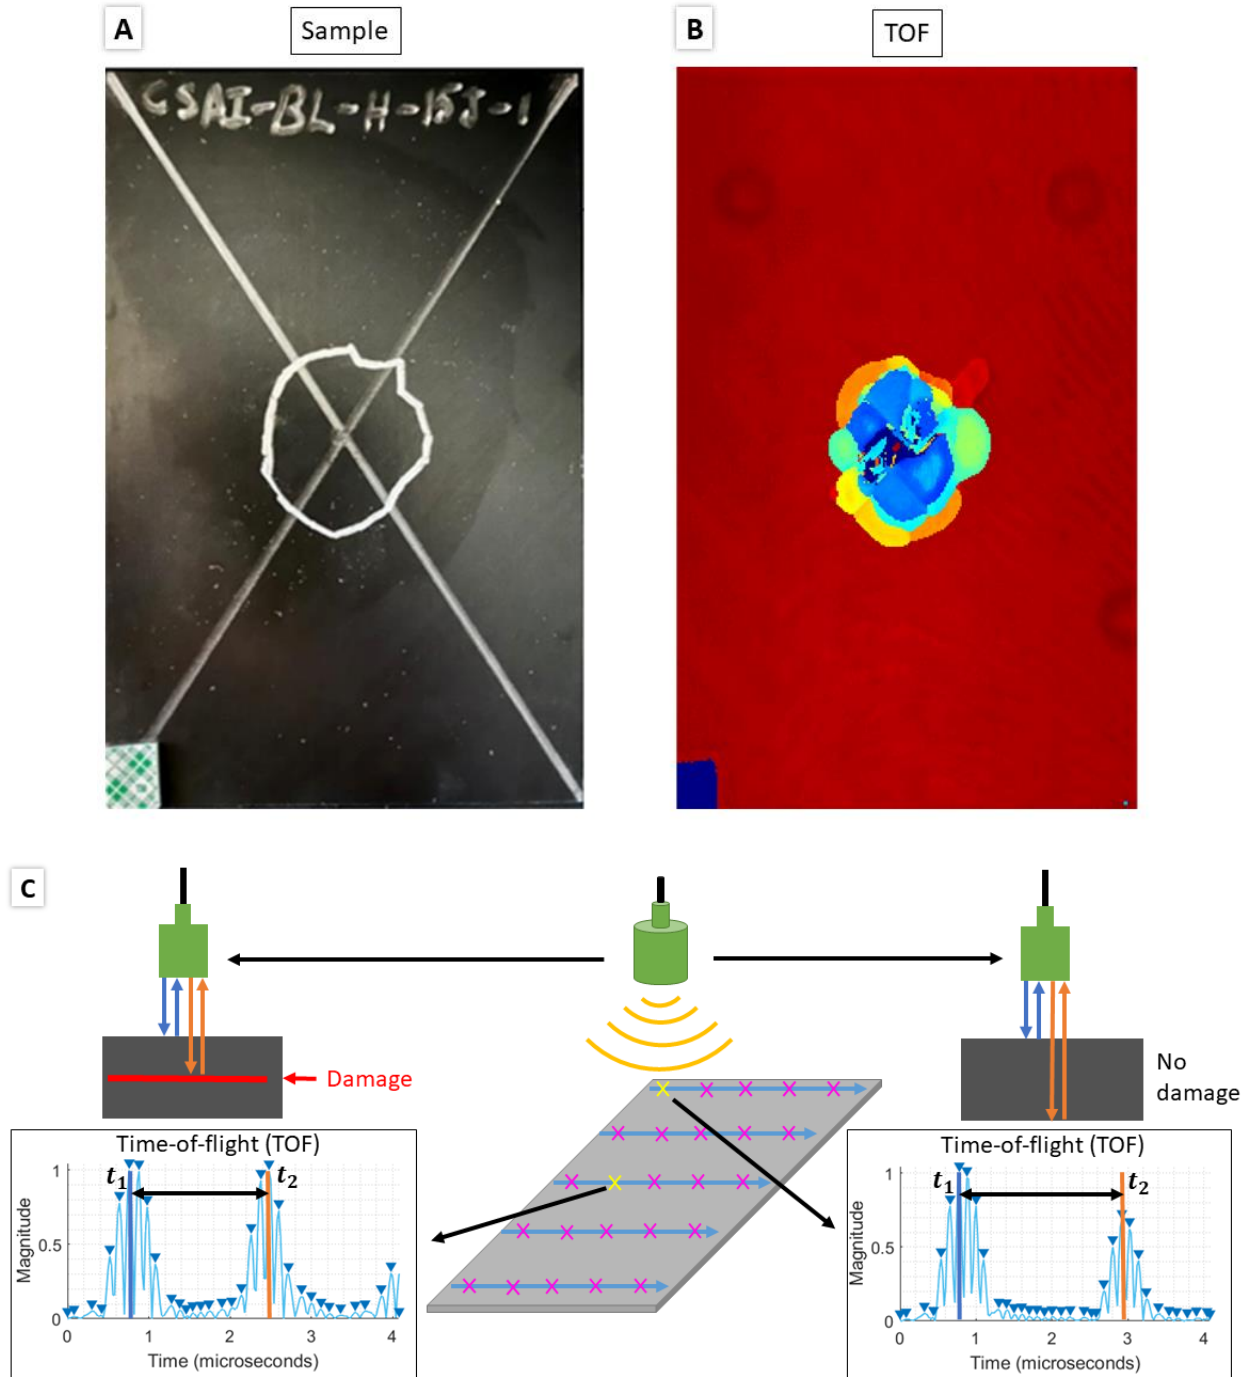 A
Sample
B
TOF
CSAI-BL-H-15J-1
C
Damage
No
damage
Time-of-flight (TOF)
t1
t2
1
0.5
0
Magnitude
0
1
2
3
4
Time (microseconds)
Time-of-flight (TOF)
t1
t2
1
0.5
0
Magnitude
0
1
2
3
4
Time (microseconds)